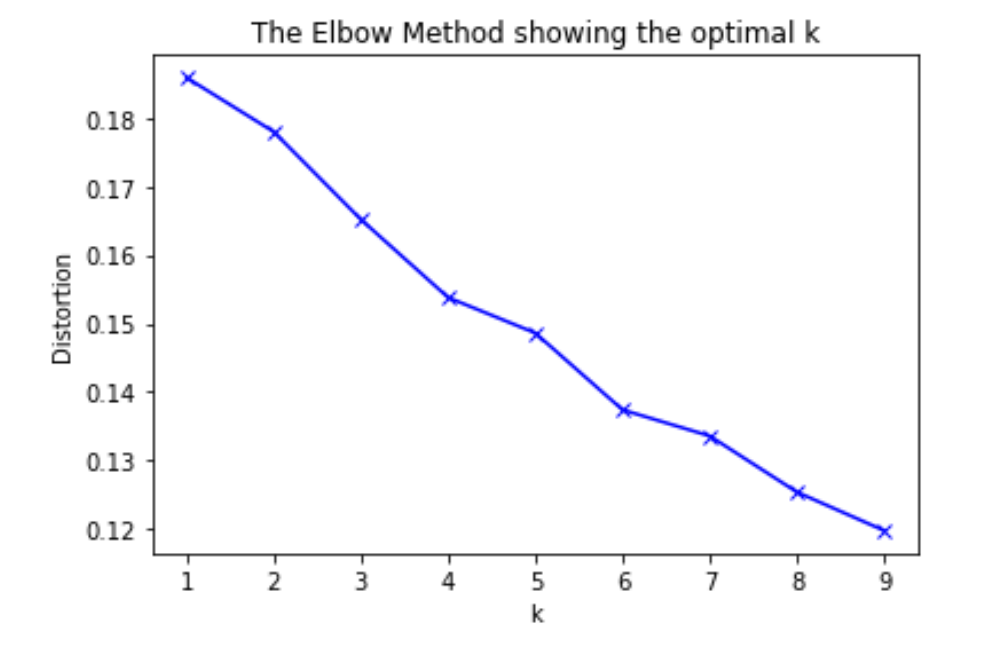 The Elbow Method showing the optimal k
0.18
0.17
0.16
0.15
0.14
0.13
0.12
Distortion
1 2 3 4 5 6 7 8 9
k